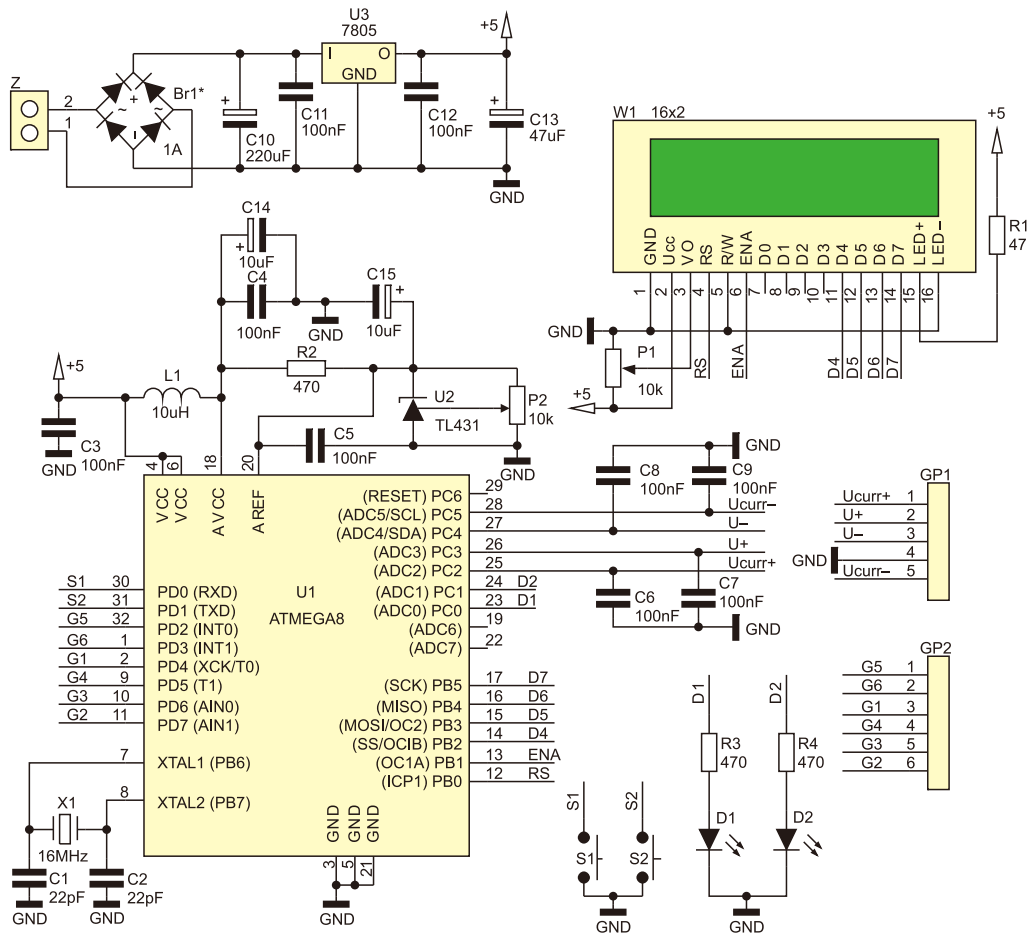 U3
7805
+5
I
O
GND
Z
2
1
Br1*
+
~
~
–
1A
+
C10
220uF
C11
100nF
C12
100nF
+
C13
47uF
GND
W1 16x2
+5
R1
47
GND
Ucc
VO
RS
R/W
ENA
D0
D1
D2
D3
D4
D5
D6
D7
LED+
LED–
1
2
3
4
5
6
7
8
9
10
11
12
13
14
15
16
GND
P1
10k
+5
RS
ENA
D4
D5
D6
D7
C14
+
10uF
C4
100nF
GND
C15
+
10uF
R2
470
+5
L1
10uH
C3
100nF
GND
U2
TL431
P2
10k
C5
100nF
GND
4
6
18
20
VCC
VCC
AVCC
AREF
U1
ATMEGA8
(RESET) PC6 29
(ADC5/SCL) PC5 28 Ucurr–
(ADC4/SDA) PC4 27 U–
(ADC3) PC3 26 U+
(ADC2) PC2 25 Ucurr+
(ADC1) PC1 24 D2
(ADC0) PC0 23 D1
(ADC6) 19
(ADC7) 22
(SCK) PB5 17 D7
(MISO) PB4 16 D6
(MOSI/OC2) PB3 15 D5
(SS/OCIB) PB2 14 D4
(OC1A) PB1 13 ENA
(ICP1) PB0 12 RS
S1 30 PD0 (RXD)
S2 31 PD1 (TXD)
G5 32 PD2 (INT0)
G6 1 PD3 (INT1)
G1 2 PD4 (XCK/T0)
G4 9 PD5 (T1)
G3 10 PD6 (AIN0)
G2 11 PD7 (AIN1)
7 XTAL1 (PB6)
8 XTAL2 (PB7)
GND
GND
GND
3
5
21
GND
X1
16MHz
C1
22pF
GND
C2
22pF
GND
GND
C8
100nF
C9
100nF
C6
100nF
C7
100nF
GND
GP1
Ucurr+ 1
U+ 2
U– 3
GND 4
Ucurr– 5
GP2
G5 1
G6 2
G1 3
G4 4
G3 5
G2 6
S1
S2
S1
S2
GND
D1
D2
R3
470
R4
470
D1
D2
GND